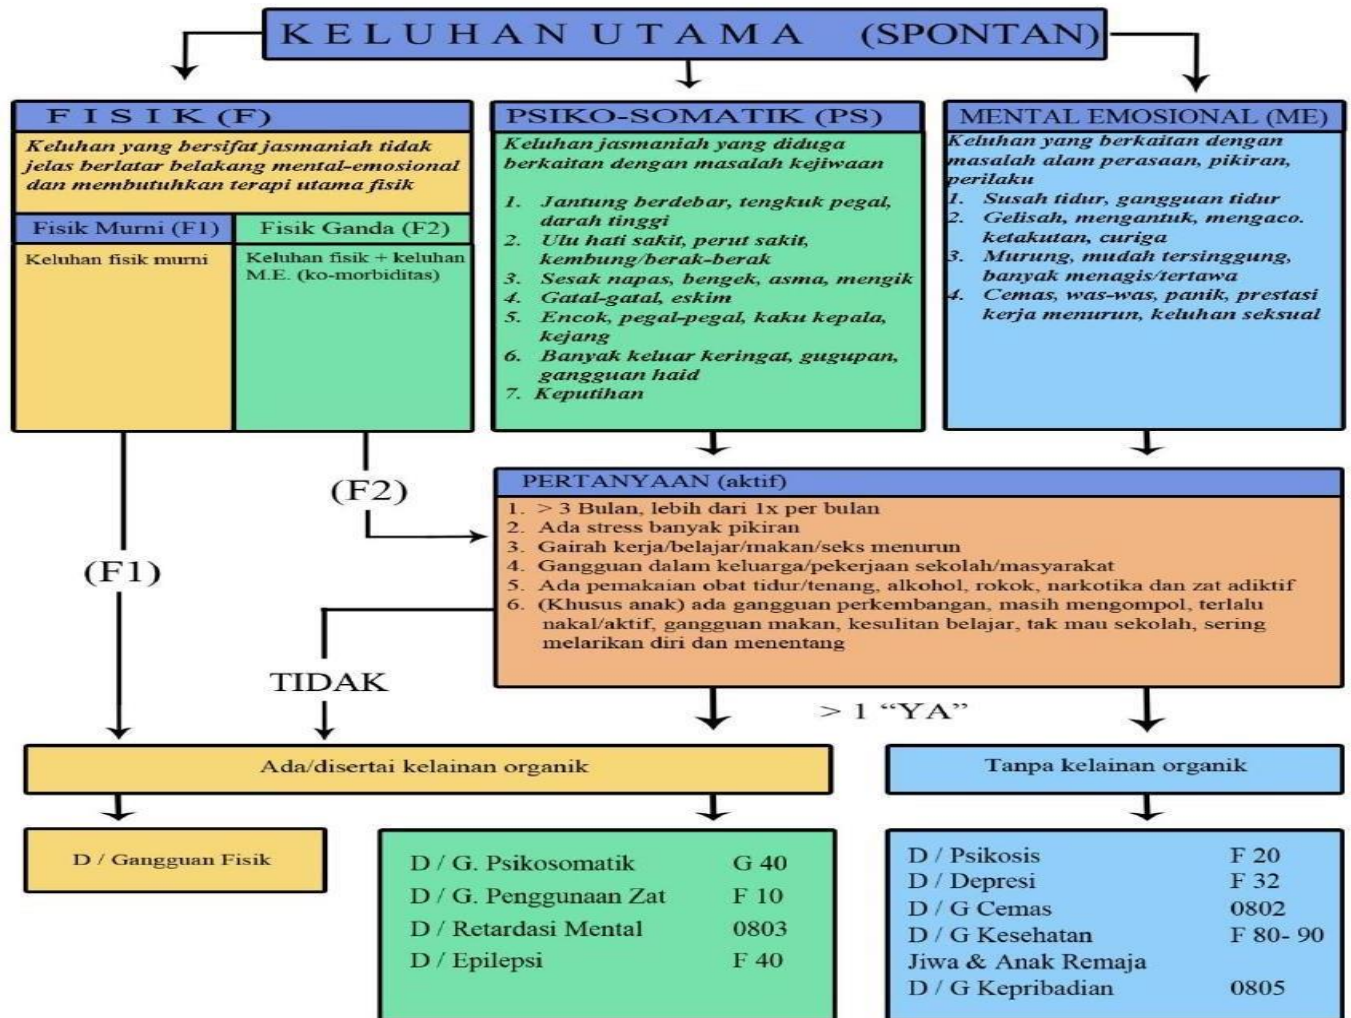 KELUHAN UTAMA (SPONTAN)
FISIK (F)
Keluhan yang bersifat jasmaniah tidak
jelas berlatar belakang mental-emosional
dan membutuhkan terapi utama fisik
Fisik Murni (F1)
Keluhan fisik murni
Fisik Ganda (F2)
Keluhan fisik + keluhan
M.E. (ko-morbiditas)
PSIKO-SOMATIK (PS)
Keluhan jasmaniah yang diduga
berkaitan dengan masalah kejiwaan
1. Jantung berdebar, tengkuk pegal,
darah tinggi
2. Ulu hati sakit, perut sakit,
kembung/berak-berak
3. Sesak napas, bengek, asma, mengik
4. Gatal-gatal, eskim
5. Encok, pegal-pegal, kaku kepala,
kejang
6. Banyak keluar keringat, gugupan,
gangguan haid
7. Keputihan
MENTAL EMOSIONAL (ME)
Keluhan yang berkaitan dengan
masalah alam perasaan, pikiran,
perilaku
1. Susah tidur, gangguan tidur
2. Gelisah, mengantuk, mengaco.
ketakutan, curiga
3. Murung, mudah tersinggung,
banyak menagis/tertawa
4. Cemas, was-was, panik, prestasi
kerja menurun, keluhan seksual
(F1)
(F2)
PERTANYAAN (aktif)
1. > 3 Bulan, lebih dari 1x per bulan
2. Ada stress banyak pikiran
3. Gairah kerja/belajar/makan/seks menurun
4. Gangguan dalam keluarga/pekerjaan sekolah/masyarakat
5. Ada pemakaian obat tidur/tenang, alkohol, rokok, narkotika dan zat adiktif
6. (Khusus anak) ada gangguan perkembangan, masih mengompol, terlalu
nakal/aktif, gangguan makan, kesulitan belajar, tak mau sekolah, sering
melarikan diri dan menentang
TIDAK
> 1 “YA”
Ada/disertai kelainan organik
Tanpa kelainan organik
D / Gangguan Fisik
D / G. Psikosomatik G 40
D / G. Penggunaan Zat F 10
D / Retardasi Mental 0803
D / Epilepsi F 40
D / Psikosis F 20
D / Depresi F 32
D / G Cemas 0802
D / G Kesehatan F 80- 90
Jiwa & Anak Remaja
D / G Kepribadian 0805